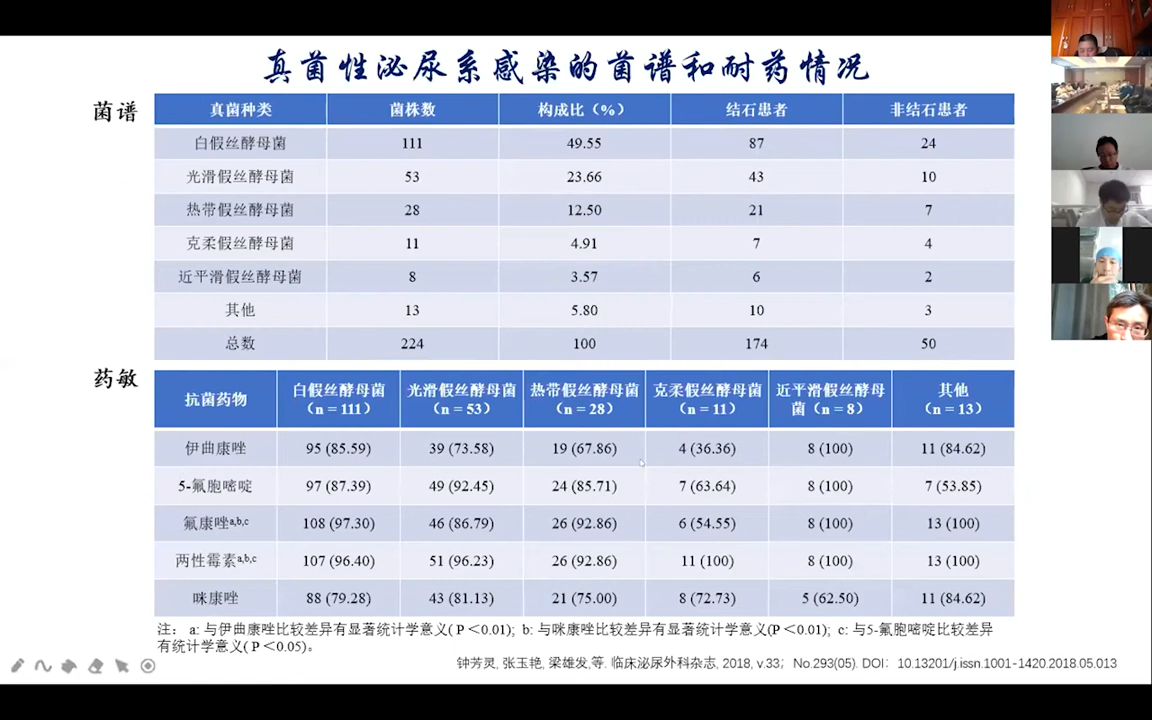 真菌性泌尿系感染的菌谱和耐药情况
菌谱
真菌种类 菌株数 构成比（%） 结石患者 非结石患者
白假丝酵母菌 111 49.55 87 24
光滑假丝酵母菌 53 23.66 43 10
热带假丝酵母菌 28 12.50 21 7
克柔假丝酵母菌 11 4.91 7 4
近平滑假丝酵母菌 8 3.57 6 2
其他 13 5.80 10 3
总数 224 100 174 50
药敏
抗菌药物 白假丝酵母菌（n = 111） 光滑假丝酵母菌（n = 53） 热带假丝酵母菌（n = 28） 克柔假丝酵母菌（n = 11） 近平滑假丝酵母菌（n = 8） 其他（n = 13）
伊曲康唑 95 (85.59) 39 (73.58) 19 (67.86) 4 (36.36) 8 (100) 11 (84.62)
5-氟胞嘧啶 97 (87.39) 49 (92.45) 24 (85.71) 7 (63.64) 8 (100) 7 (53.85)
氟康唑a,b,c 108 (97.30) 46 (86.79) 26 (92.86) 6 (54.55) 8 (100) 13 (100)
两性霉素a,b,c 107 (96.40) 51 (96.23) 26 (92.86) 11 (100) 8 (100) 13 (100)
咪康唑 88 (79.28) 43 (81.13) 21 (75.00) 8 (72.73) 5 (62.50) 11 (84.62)
注： a: 与伊曲康唑比较差异有显著统计学意义( P＜0.01); b: 与咪康唑比较差异有显著统计学意义(P＜0.01); c: 与5-氟胞嘧啶比较差异
有统计学意义( P＜0.05)。
钟芳灵, 张玉艳, 梁雄发,等. 临床泌尿外科杂志, 2018, v.33；No.293(05). DOI：10.13201/j.issn.1001-1420.2018.05.013